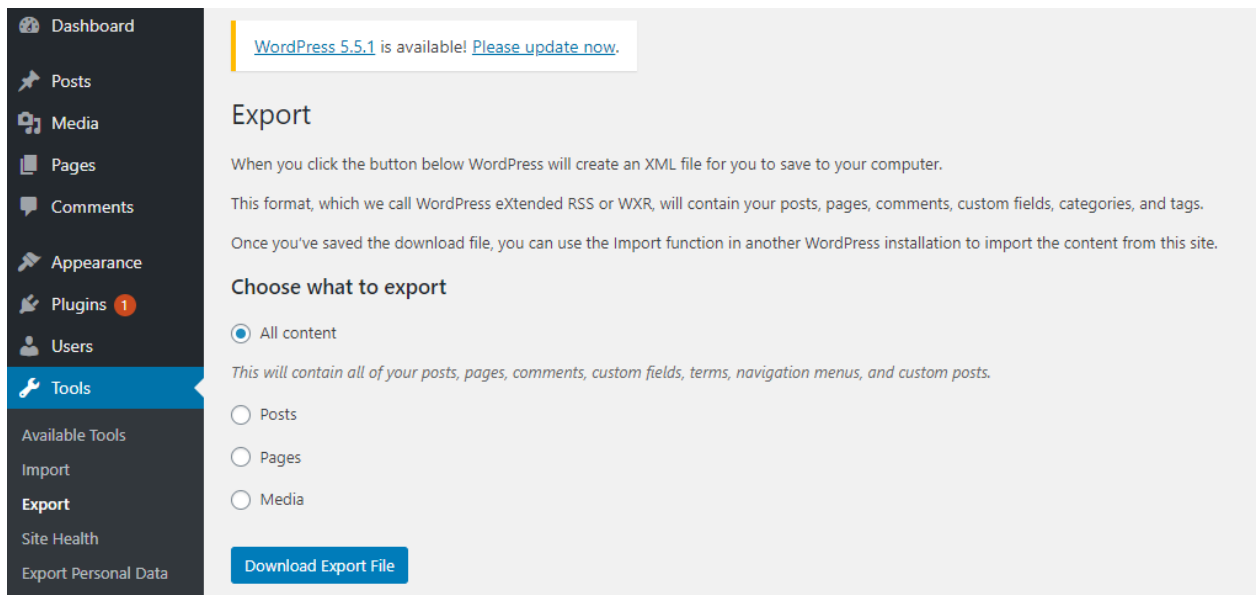 Dashboard
Posts
Media
Pages
Comments
Appearance
Plugins 1
Users
Tools
Available Tools
Import
Export
Site Health
Export Personal Data
WordPress 5.5.1 is available! Please update now.
Export
When you click the button below WordPress will create an XML file for you to save to your computer.
This format, which we call WordPress eXtended RSS or WXR, will contain your posts, pages, comments, custom fields, categories, and tags.
Once you've saved the download file, you can use the Import function in another WordPress installation to import the content from this site.
Choose what to export
All content
This will contain all of your posts, pages, comments, custom fields, terms, navigation menus, and custom posts.
Posts
Pages
Media
Download Export File